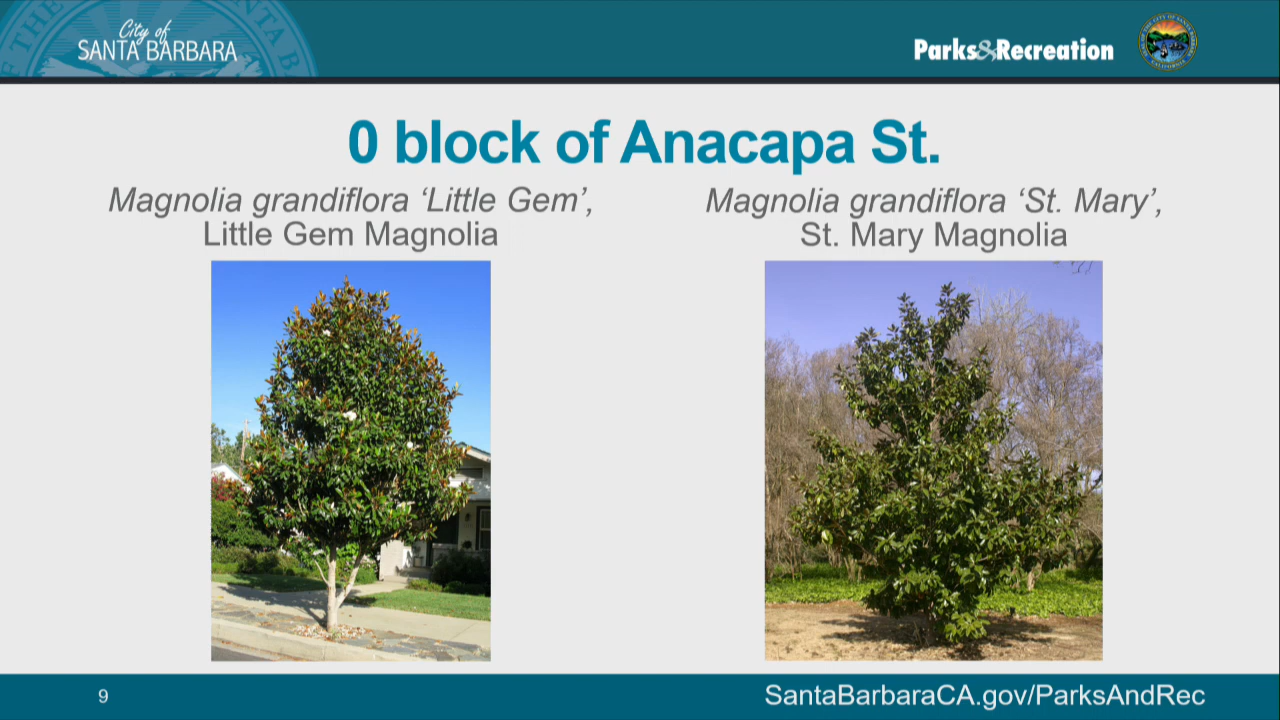 City of
SANTA BARBARA
Parks&Recreation
0 block of Anacapa St.
Magnolia grandiflora ‘Little Gem’,
Little Gem Magnolia
Magnolia grandiflora ‘St. Mary’,
St. Mary Magnolia
9
SantaBarbaraCA.gov/ParksAndRec